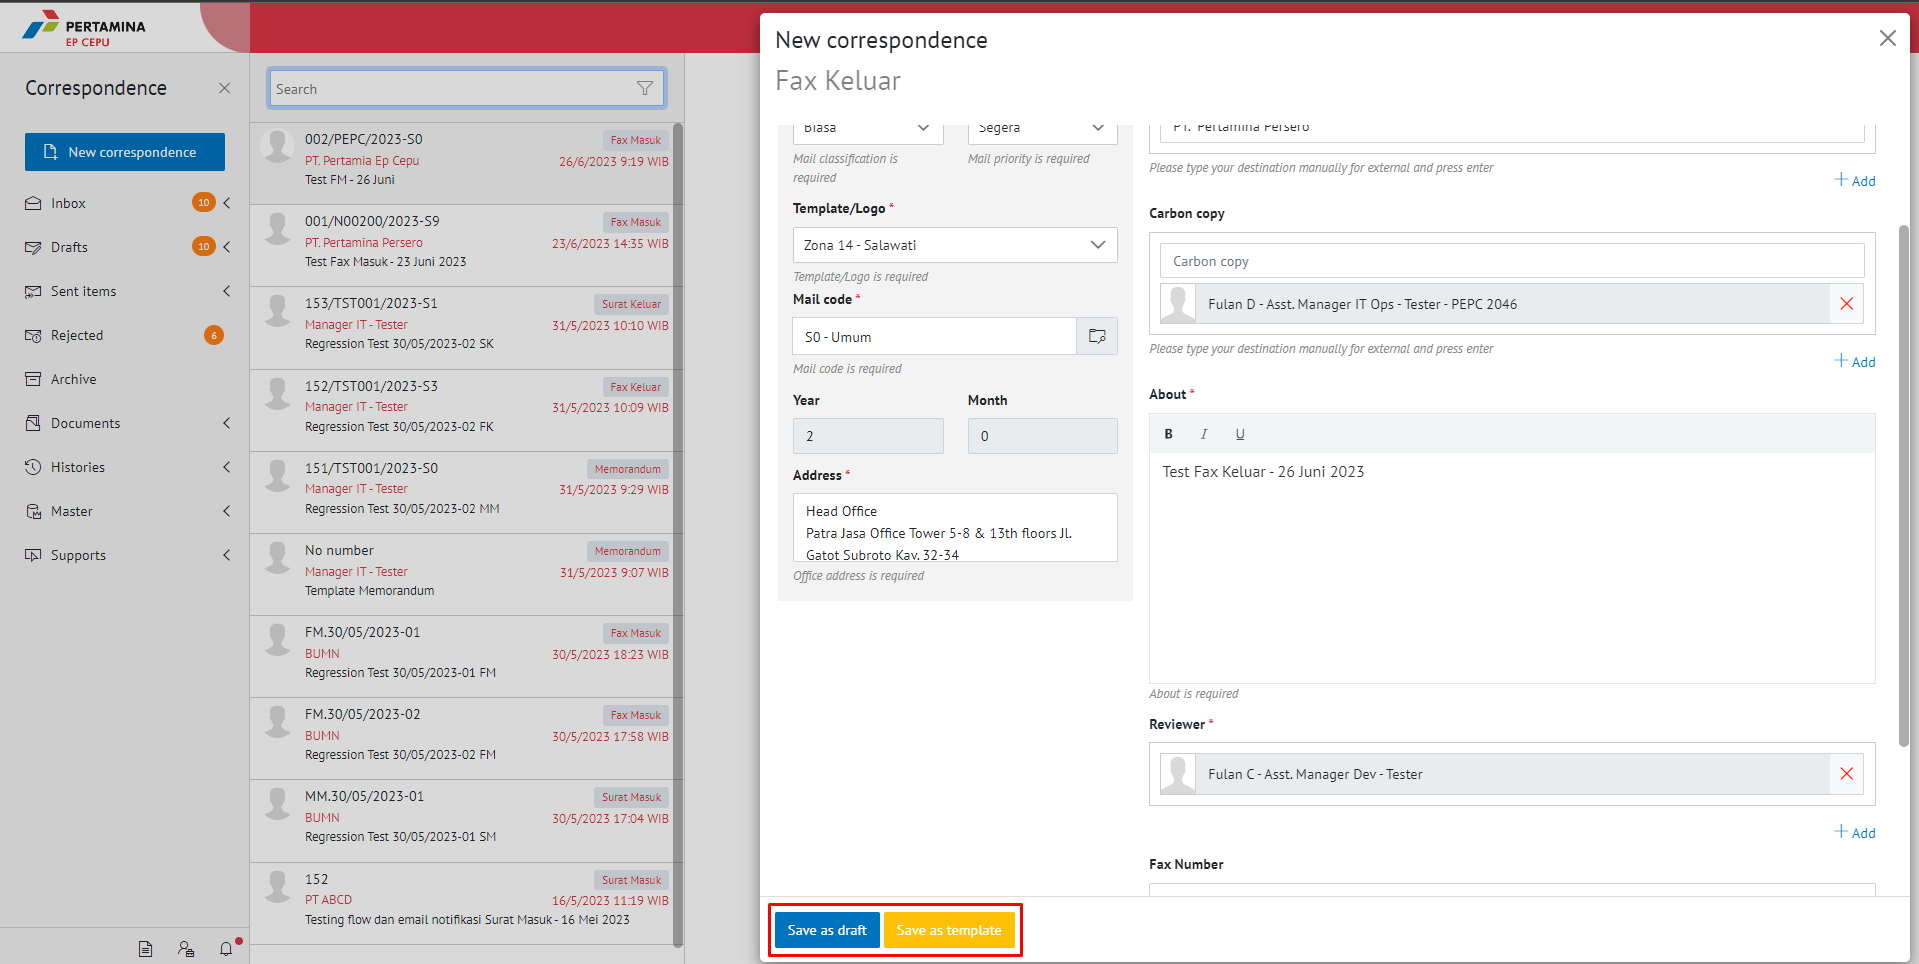 PERTAMINA
EP CEPU
Correspondence
New correspondence
Inbox
10
Drafts
10
Sent items
Rejected
6
Archive
Documents
Histories
Master
Supports
Search
002/PEPC/2023-S0
Fax Masuk
PT. Pertamia Ep Cepu
26/6/2023 9:19 WIB
Test FM - 26 Juni
001/N00200/2023-S9
Fax Masuk
PT. Pertamina Persero
23/6/2023 14:35 WIB
Test Fax Masuk - 23 Juni 2023
153/TST001/2023-S1
Surat Keluar
Manager IT - Tester
31/5/2023 10:10 WIB
Regression Test 30/05/2023-02 SK
152/TST001/2023-S3
Fax Keluar
Manager IT - Tester
31/5/2023 10:09 WIB
Regression Test 30/05/2023-02 FK
151/TST001/2023-S0
Memorandum
Manager IT - Tester
31/5/2023 9:29 WIB
Regression Test 30/05/2023-02 MM
No number
Memorandum
Manager IT - Tester
31/5/2023 9:07 WIB
Template Memorandum
FM.30/05/2023-01
Fax Masuk
BUMN
30/5/2023 18:23 WIB
Regression Test 30/05/2023-01 FM
FM.30/05/2023-02
Fax Masuk
BUMN
30/5/2023 17:58 WIB
Regression Test 30/05/2023-02 FM
MM.30/05/2023-01
Surat Masuk
BUMN
30/5/2023 17:04 WIB
Regression Test 30/05/2023-01 SM
152
Surat Masuk
PT ABCD
16/5/2023 11:19 WIB
Testing flow dan email notifikasi Surat Masuk - 16 Mei 2023
New correspondence
Fax Keluar
Biasa
Segera
Mail classification is
required
Mail priority is required
Template/Logo *
Zona 14 - Salawati
Template/Logo is required
Mail code *
S0 - Umum
Mail code is required
Year
Month
2
0
Address *
Head Office
Patra Jasa Office Tower 5-8 & 13th floors Jl.
Gatot Subroto Kav. 32-34
Office address is required
PT. Pertamina Persero
Please type your destination manually for external and press enter
Add
Carbon copy
Carbon copy
Fulan D - Asst. Manager IT Ops - Tester - PEPC 2046
Please type your destination manually for external and press enter
Add
About *
B I U
Test Fax Keluar - 26 Juni 2023
About is required
Reviewer *
Fulan C - Asst. Manager Dev - Tester
Add
Fax Number
Save as draft
Save as template